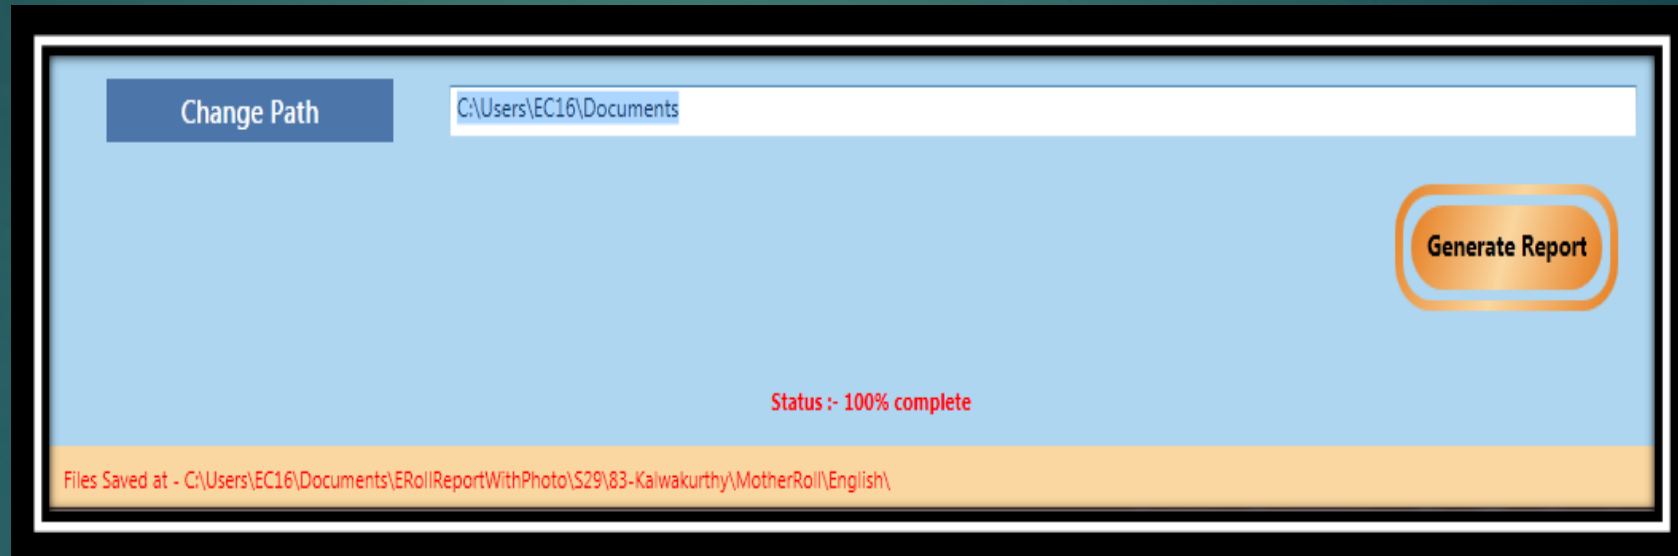 Change Path
C:\Users\EC16\Documents
Generate Report
Status :- 100% complete
Files Saved at - C:\Users\EC16\Documents\ERollReportWithPhoto\S29\83-Kalwakurthy\MotherRoll\English\